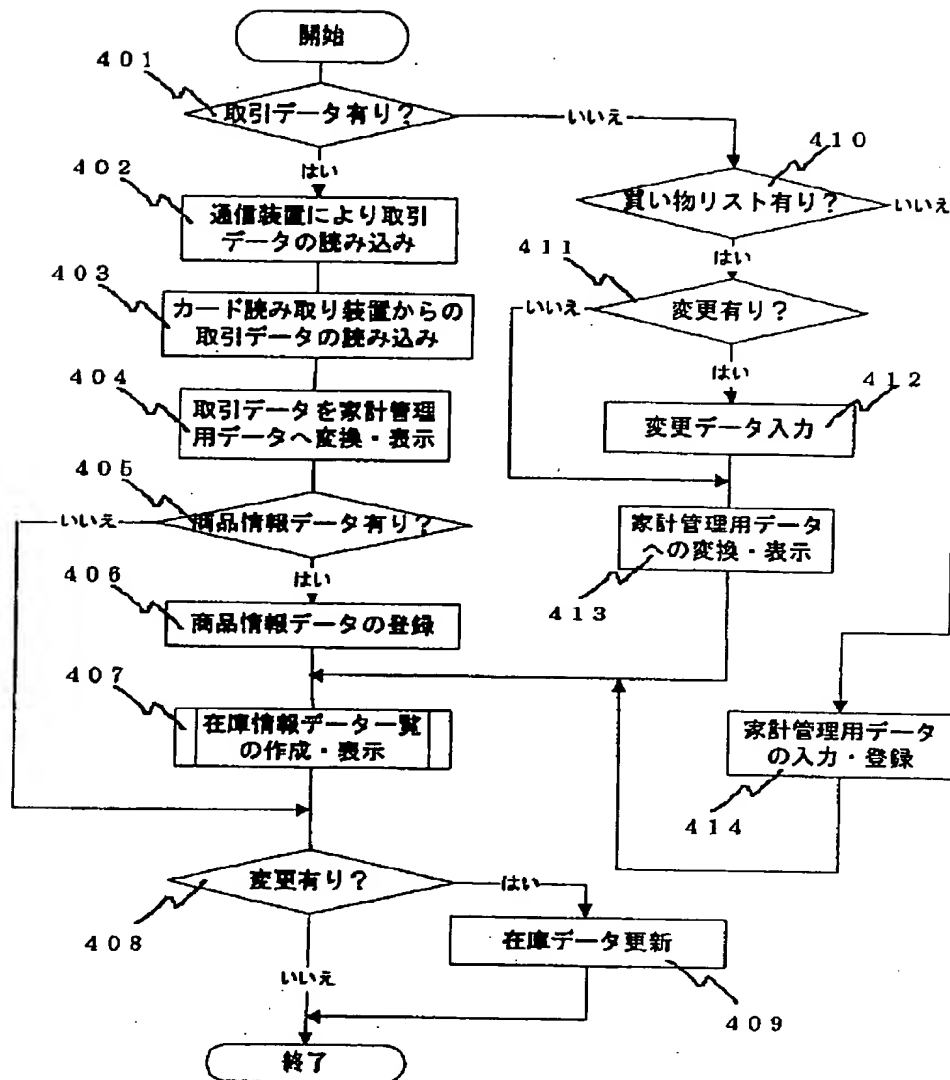 開始
401
取引データ有り?
いいえ
はい
410
買い物リスト有り?
いいえ
402
通信装置により取引
データの読み込み
はい
411
変更有り?
いいえ
403
カード読み取り装置からの
取引データの読み込み
はい
412
変更データ入力
404
取引データを家計管理
用データへ変換・表示
405
商品情報データ有り?
いいえ
はい
家計管理用データ
への変換・表示
413
406
商品情報データの登録
407
在庫情報データ一覧
の作成・表示
家計管理用データ
の入力・登録
414
変更有り?
はい
408
いいえ
在庫データ更新
409
終了